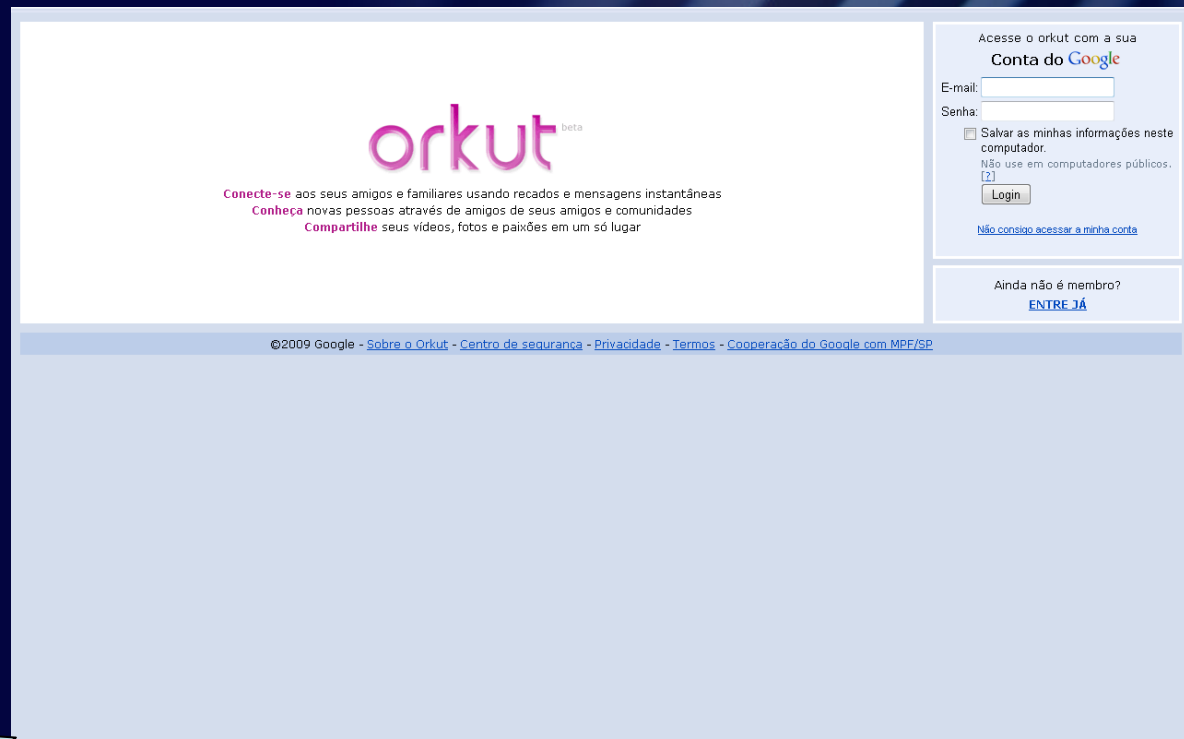 orkut beta
Conecte-se aos seus amigos e familiares usando recados e mensagens instantâneas
Conheça novas pessoas através de amigos de seus amigos e comunidades
Compartilhe seus vídeos, fotos e paixões em um só lugar
Acesse o orkut com a sua
Conta do Google
E-mail:
Senha:
Salvar as minhas informações neste
computador.
Não use em computadores públicos.
[?]
Login
Não consigo acessar a minha conta
Ainda não é membro?
ENTRE JÁ
©2009 Google - Sobre o Orkut - Centro de segurança - Privacidade - Termos - Cooperação do Google com MPF/SP